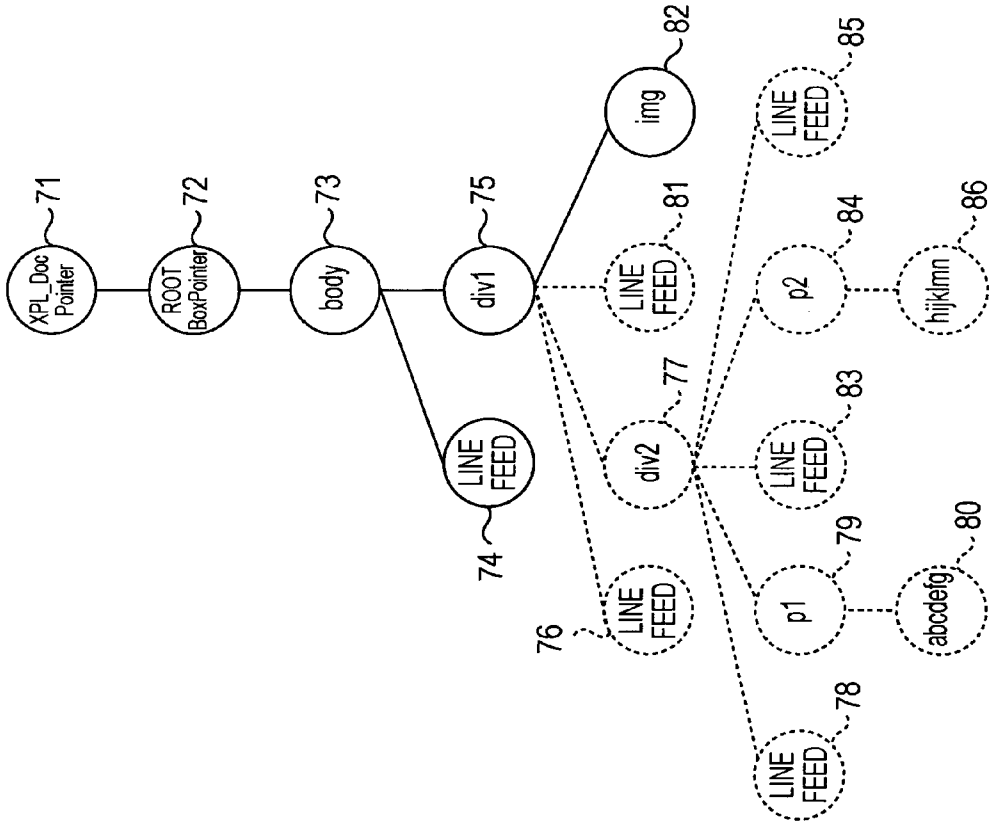 XPL_Doc
Pointer
71
ROOT
BoxPointer
72
body
73
LINE
FEED
74
div1
75
LINE
FEED
76
div2
77
LINE
FEED
81
img
82
LINE
FEED
78
p1
79
LINE
FEED
83
p2
84
LINE
FEED
85
abcdefg
80
hijklmn
86